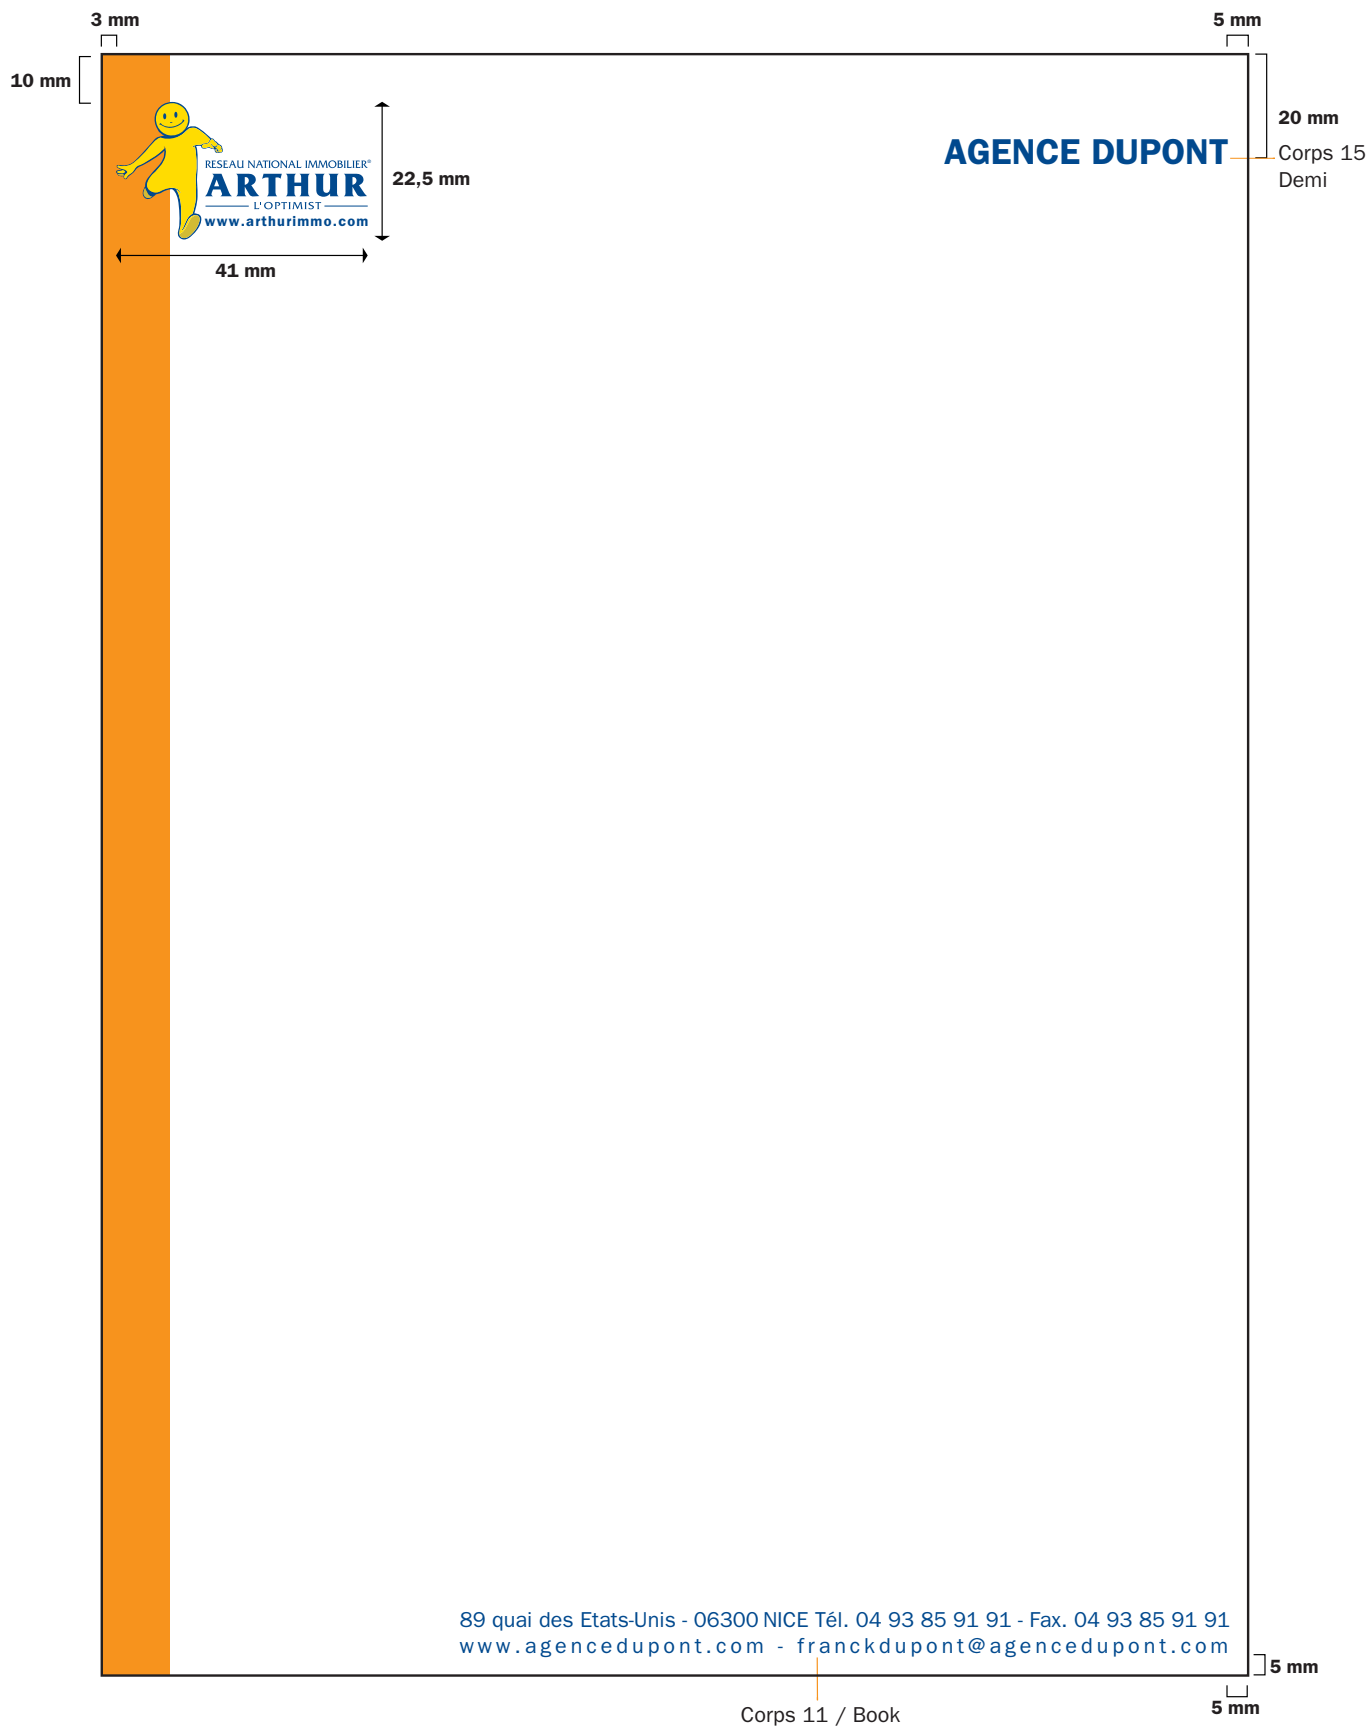 3 mm
5 mm
10 mm
20 mm
AGENCE DUPONT
Corps 15
Demi
RESEAU NATIONAL IMMOBILIER®
ARTHUR
L'OPTIMIST
www.arthurimmo.com
22,5 mm
41 mm
89 quai des Etats-Unis - 06300 NICE Tél. 04 93 85 91 91 - Fax. 04 93 85 91 91
www.agencedupont.com - franckdupont@agencedupont.com
5 mm
5 mm
Corps 11 / Book